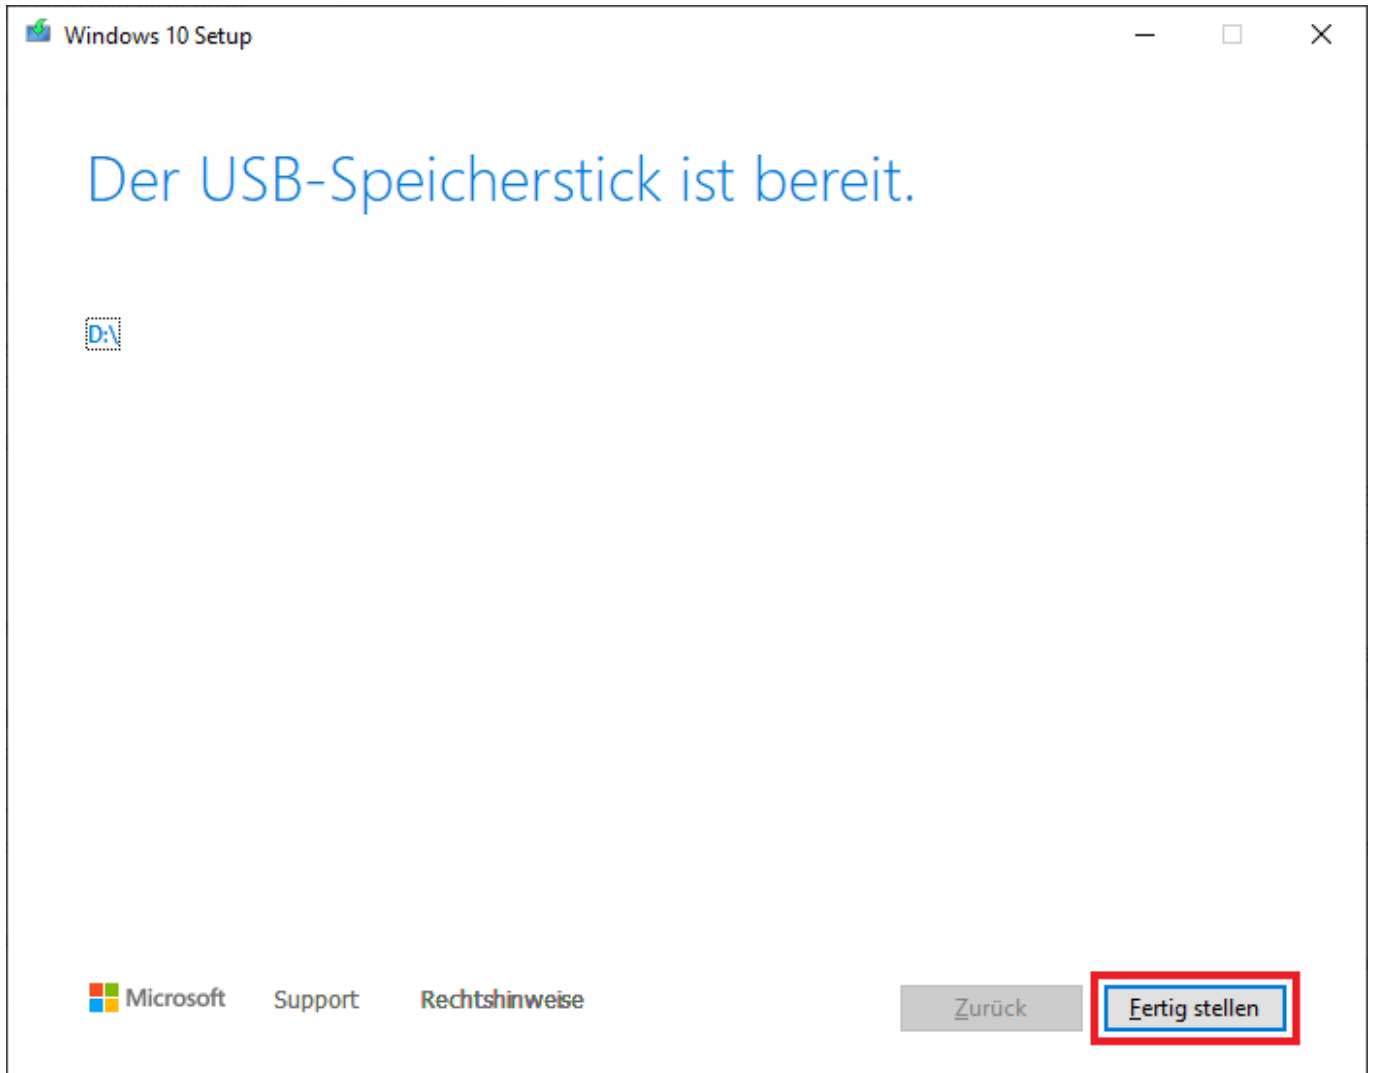 Windows 10 Setup
Der USB-Speicherstick ist bereit.
D:\
Microsoft Support Rechtshinweise Zurück Fertig stellen